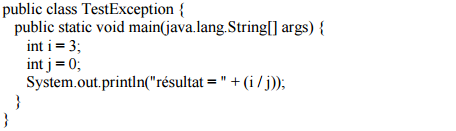 public class TestException {
public static void main(java.lang.String[] args) {
int i = 3;
int j = 0;
System.out.println("résultat = " + (i / j));
}
}